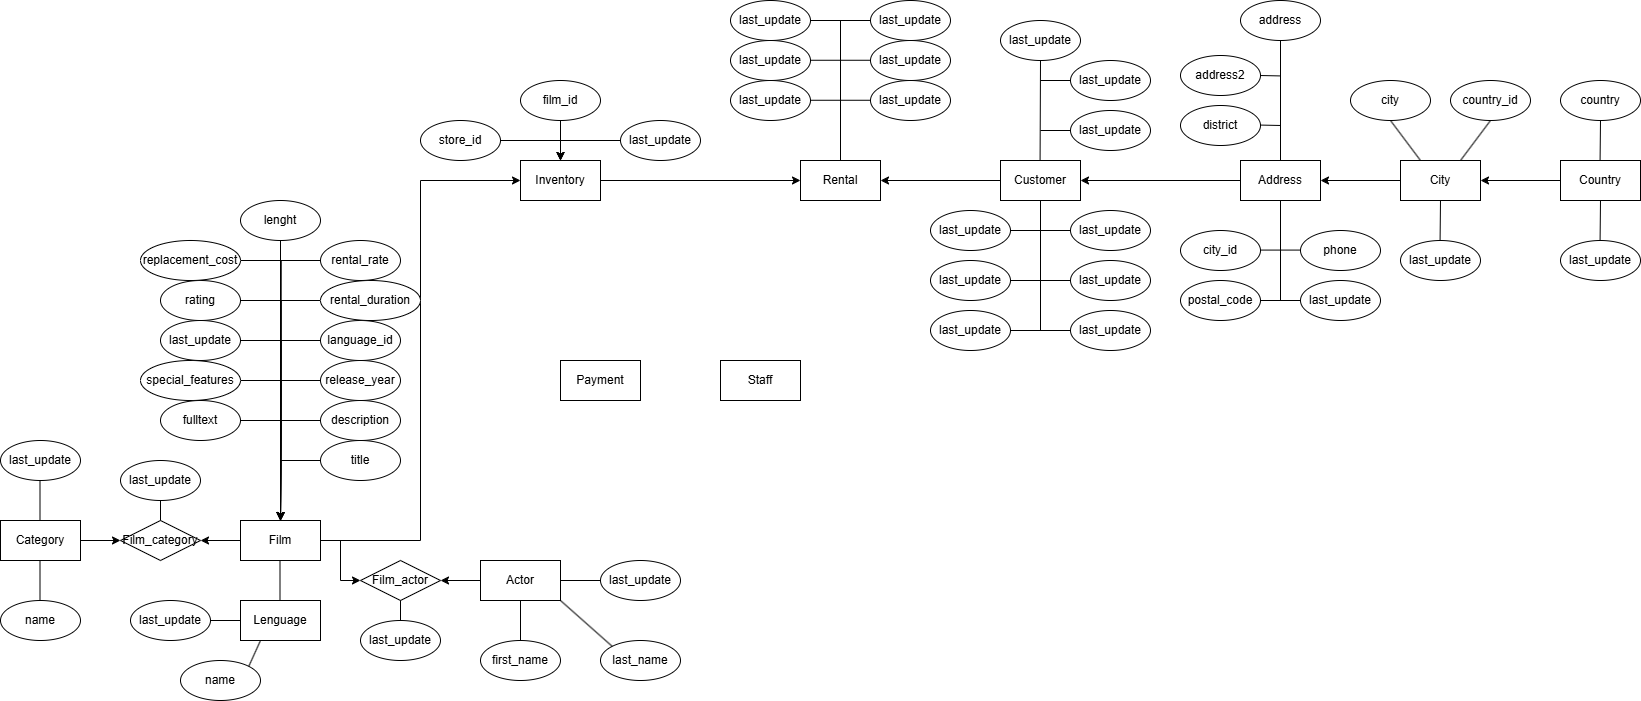 last_update
last_update
address
last_update
last_update
last_update
address2
last_update
last_update
last_update
film_id
city
country_id
country
district
last_update
store_id
last_update
Inventory
Rental
Customer
Address
City
Country
lenght
last_update
last_update
city_id
phone
replacement_cost
rental_rate
last_update
last_update
last_update
last_update
rating
rental_duration
postal_code
last_update
last_update
last_update
last_update
language_id
special_features
release_year
Payment
Staff
fulltext
description
last_update
title
last_update
Category
Film_category
Film
Film_actor
Actor
last_update
name
last_update
Lenguage
last_update
name
first_name
last_name